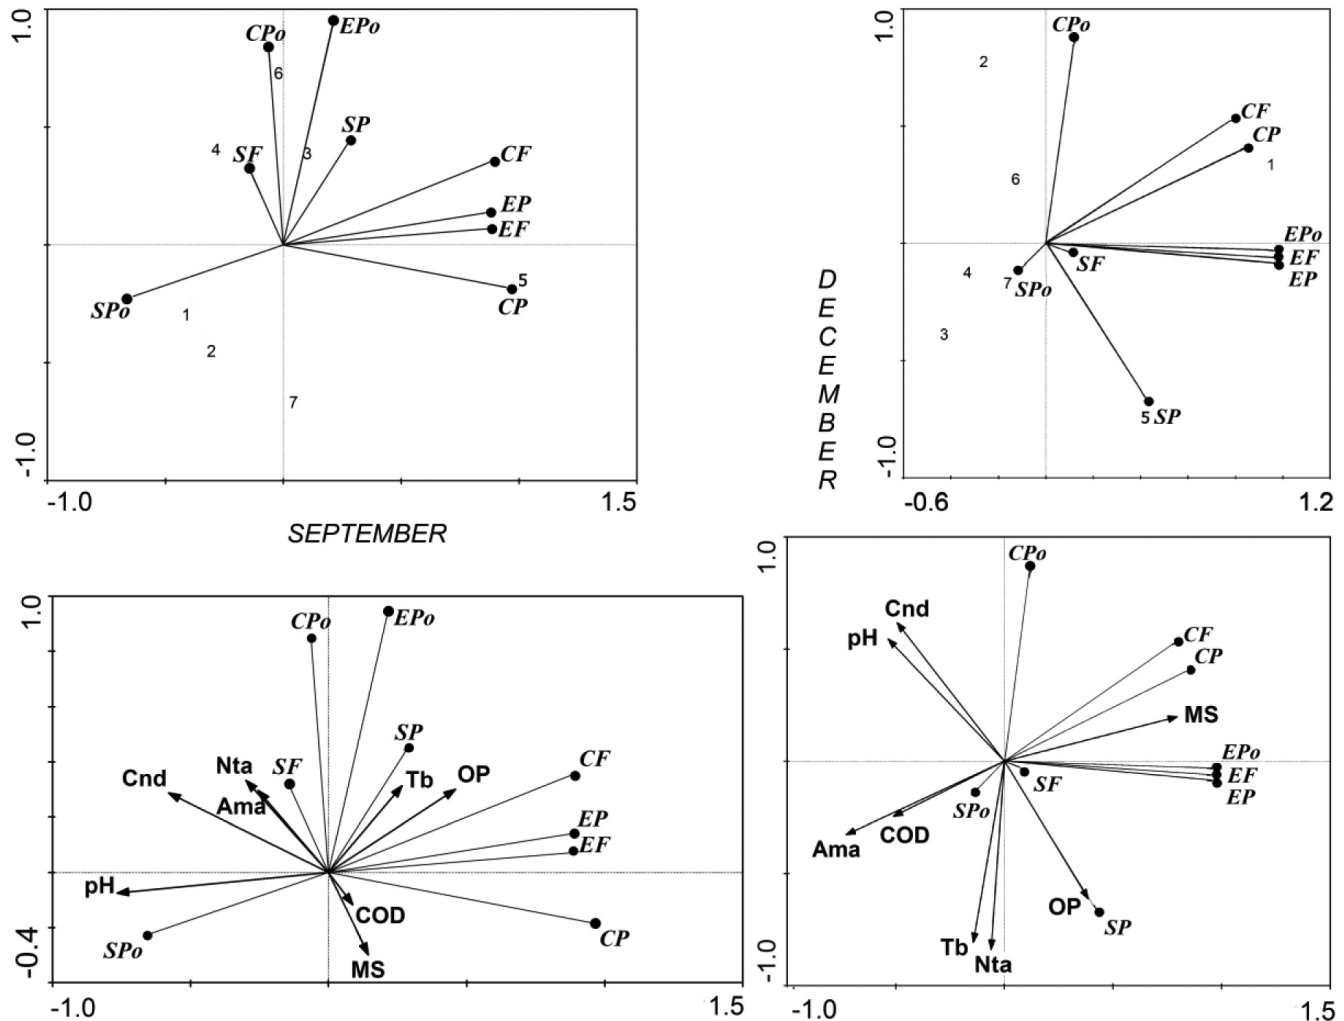 1.0
CPo
EPo
6
SP
4
SF
3
CF
EP
EF
5
CP
SPo
1
2
7
-1.0
-1.0
1.5
SEPTEMBER
1.0
CPo
2
CF
CP
1
6
EPo
SF
EF
4
7
SPo
EP
3
5
SP
-1.0
-0.6
1.2
DECEMBER
1.0
CPo
EPo
SP
Nta
SF
Cnd
Tb
OP
CF
Ama
EP
EF
pH
COD
CP
SPo
MS
-0.4
-1.0
1.5
1.0
CPo
Cnd
pH
CF
CP
MS
EPo
SF
EF
SPo
EP
COD
Ama
OP
SP
Tb
Nta
-1.0
-1.0
1.5